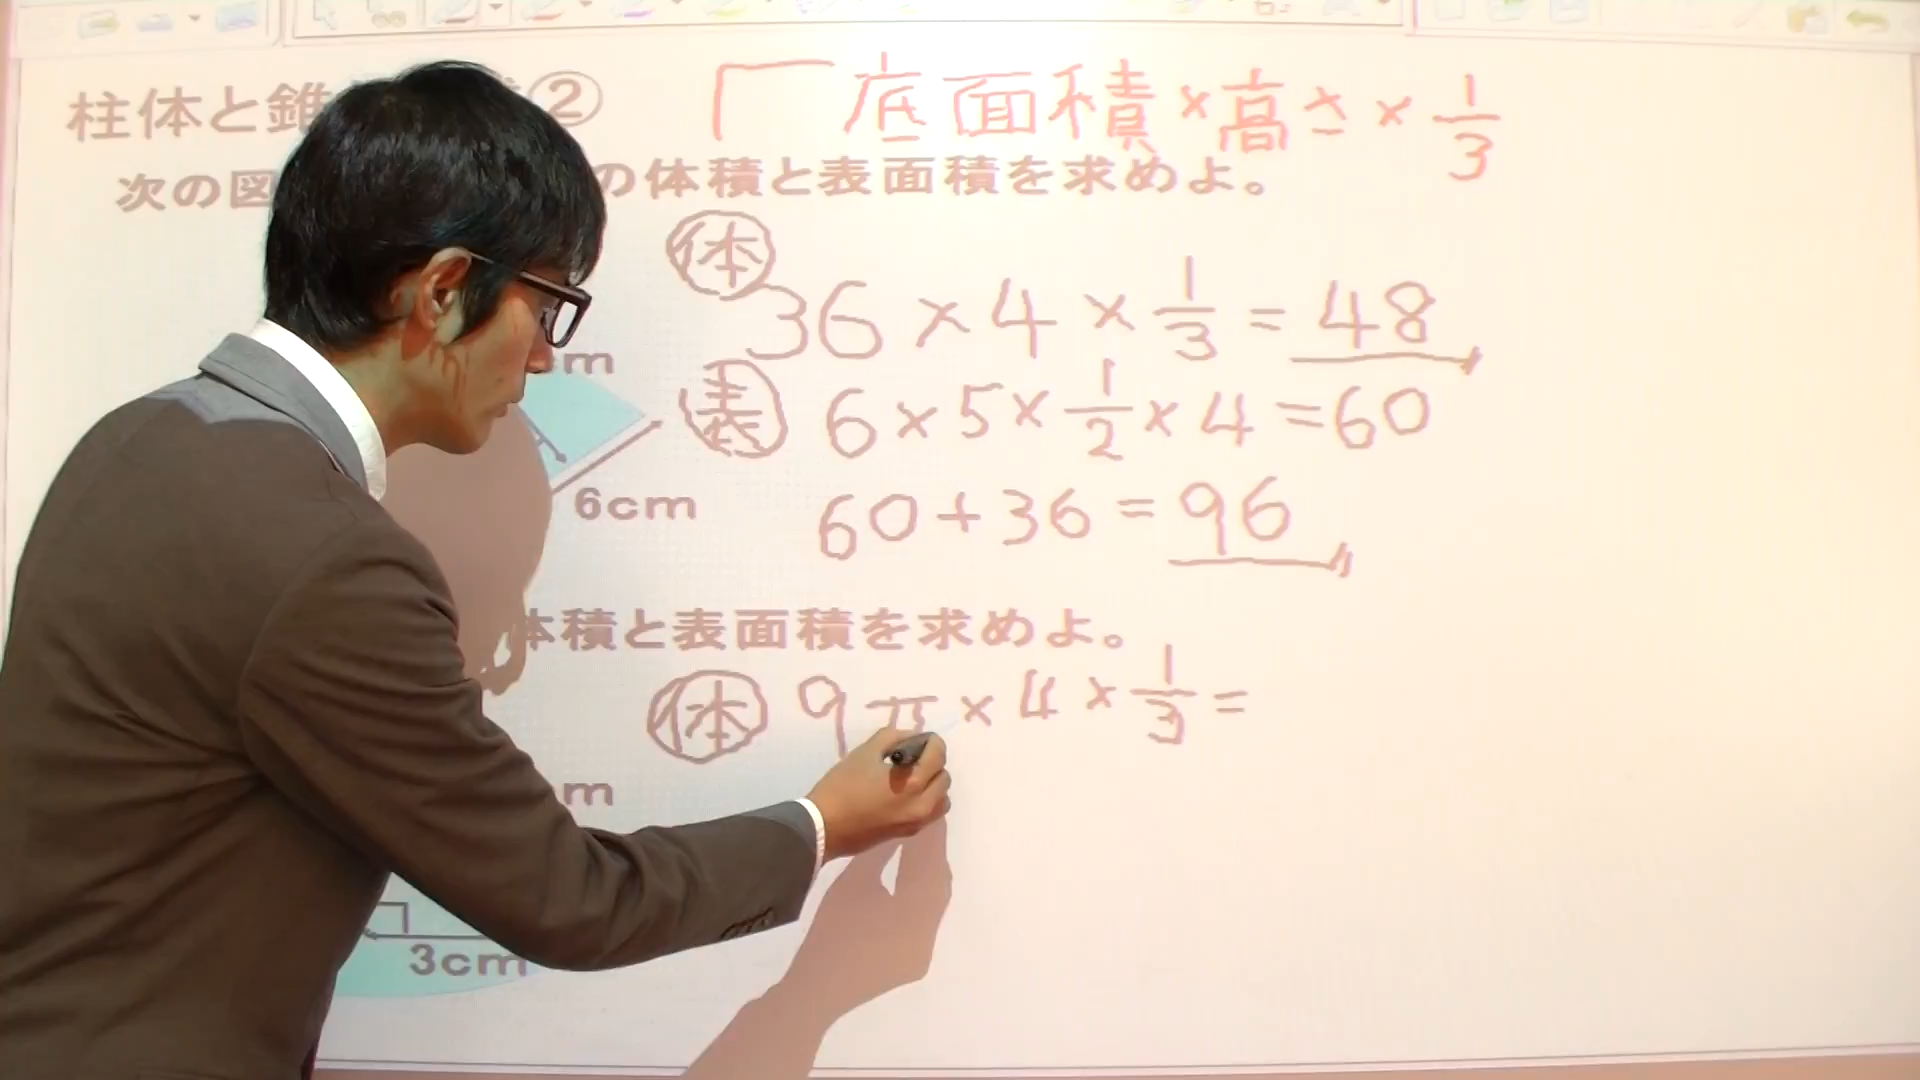 柱体と錐 ②
底面積×高さ×1/3
次の図 の体積と表面積を求めよ。
体
36×4×1/3=48
cm
表
6×5×1/2×4=60
6cm
60+36=96
体積と表面積を求めよ。
体
9π×4×1/3=
cm
3cm